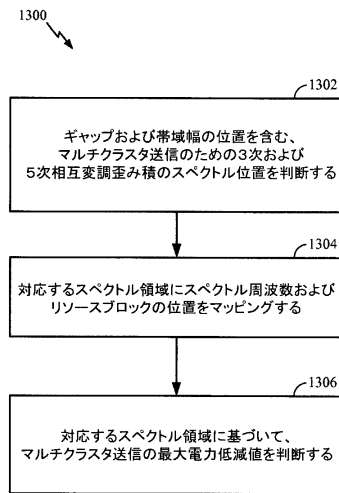 1300
1302
ギャップおよび帯域幅の位置を含む、
マルチクラスタ送信のための3次および
5次相互変調歪み積のスペクトル位置を判断する
1304
対応するスペクトル領域にスペクトル周波数および
リソースブロックの位置をマッピングする
1306
対応するスペクトル領域に基づいて、
マルチクラスタ送信の最大電力低減値を判断する